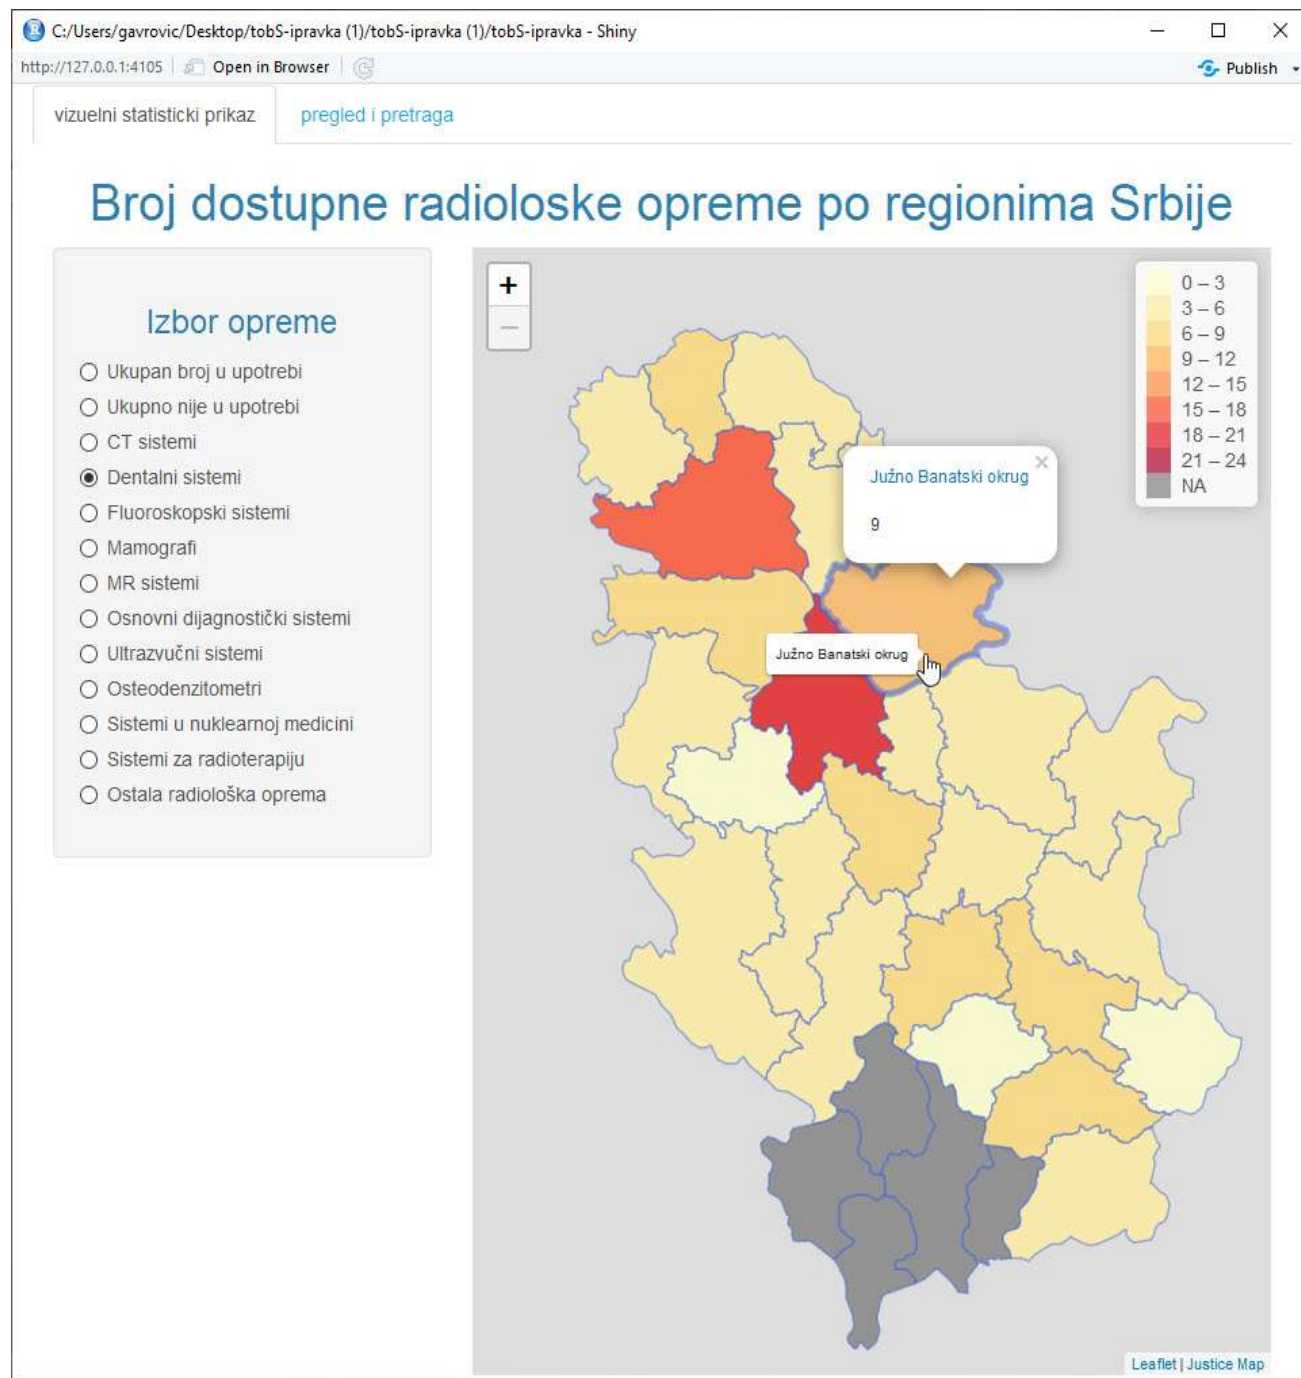 C:/Users/gavrovic/Desktop/tobS-ipravka (1)/tobS-ipravka (1)/tobS-ipravka - Shiny
http://127.0.0.1:4105
Open in Browser
Publish
vizuelni statisticki prikaz
pregled i pretraga
Broj dostupne radioloske opreme po regionima Srbije
Izbor opreme
Ukupan broj u upotrebi
Ukupno nije u upotrebi
CT sistemi
Dentalni sistemi
Fluoroskopski sistemi
Mamografi
MR sistemi
Osnovni dijagnostički sistemi
Ultrazvučni sistemi
Osteodenzitometri
Sistemi u nuklearnoj medicini
Sistemi za radioterapiju
Ostala radiološka oprema
+
−
0 – 3
3 – 6
6 – 9
9 – 12
12 – 15
15 – 18
18 – 21
21 – 24
NA
Južno Banatski okrug
×
9
Južno Banatski okrug
Leaflet | Justice Map